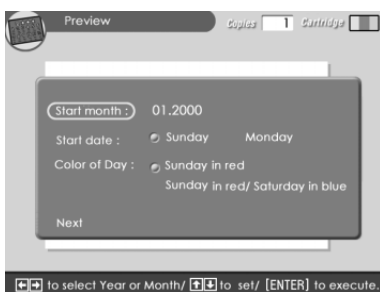 Preview Copies 1 Cartridge
Start month : 01.2000
Start date : Sunday Monday
Color of Day : Sunday in red
Sunday in red/ Saturday in blue
Next
to select Year or Month/ to set/ [ENTER] to execute.